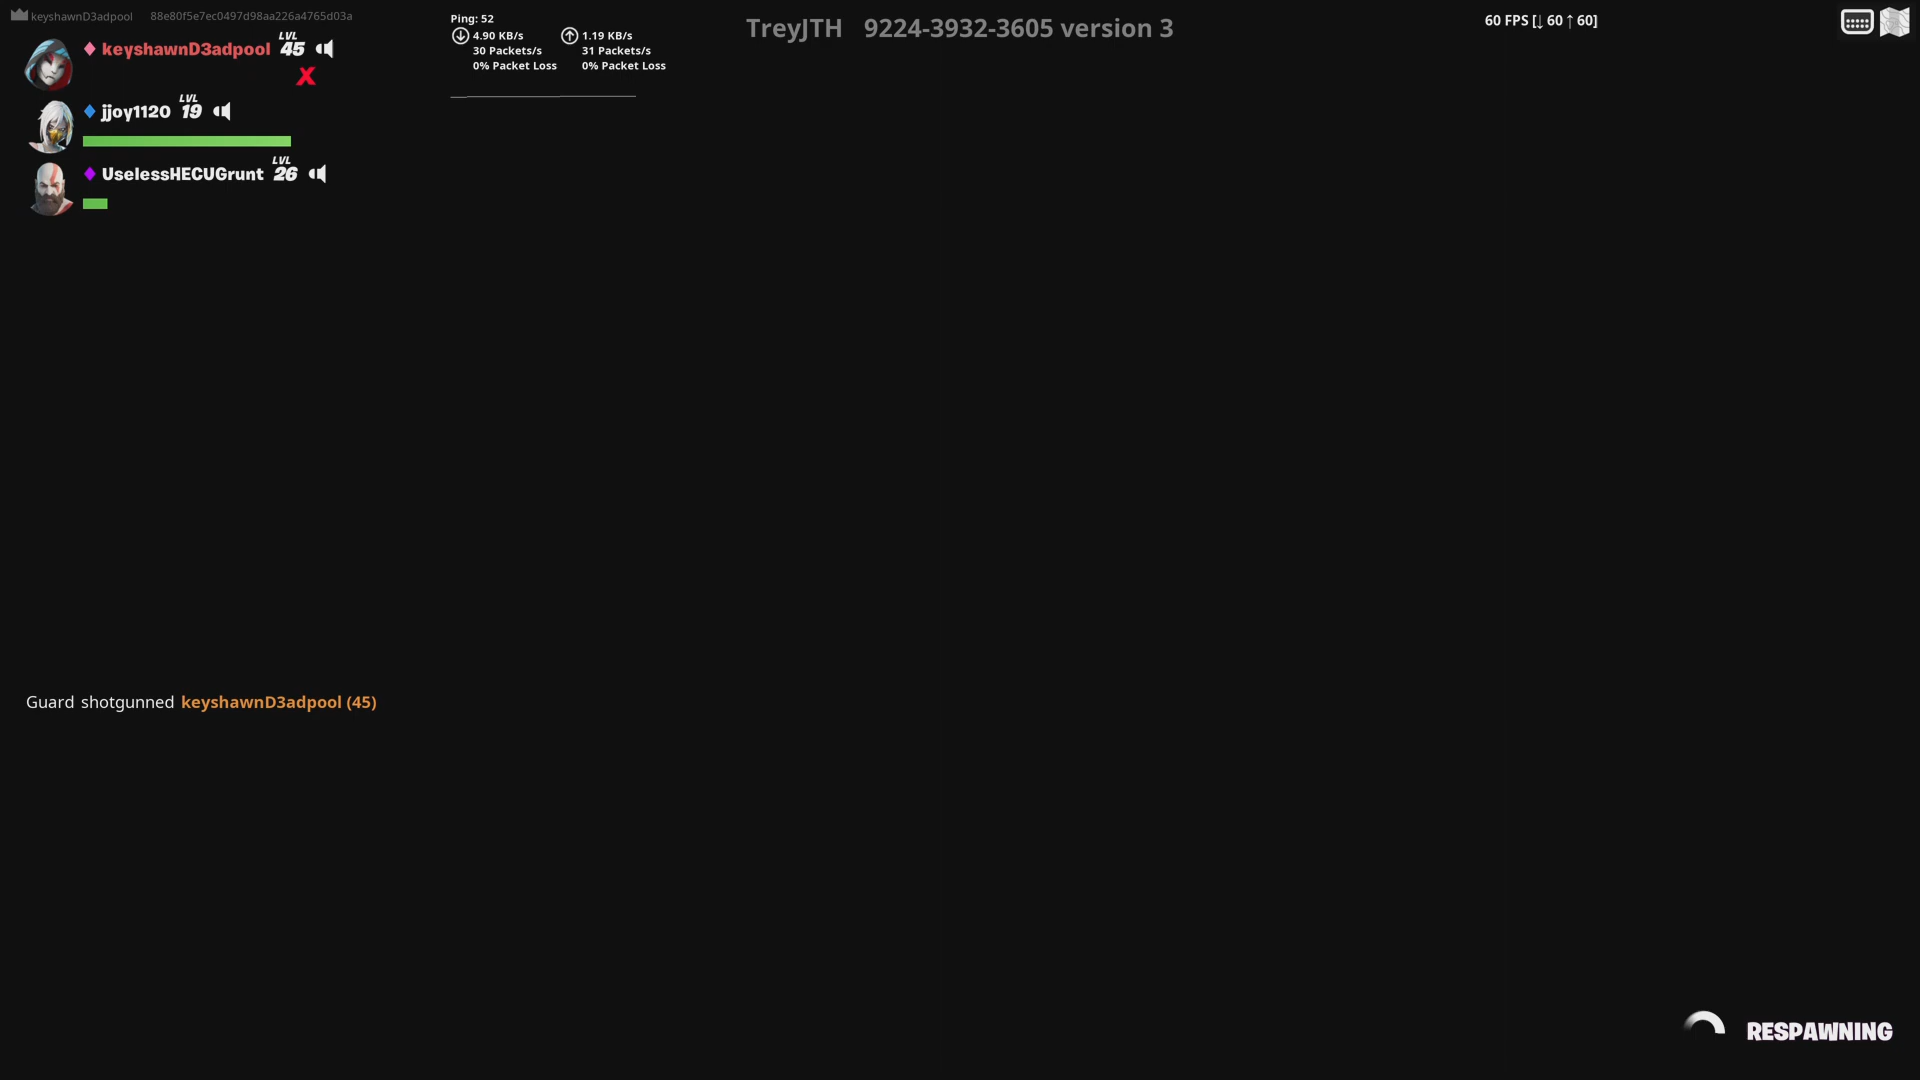 keyshawnD3adpool 88e80f5e7ec0497d98aa226a4765d03a
keyshawnD3adpool LVL 45
X
jjoy1120 LVL 19
UselessHECUGrunt LVL 26
Ping: 52
4.90 KB/s 1.19 KB/s
30 Packets/s 31 Packets/s
0% Packet Loss 0% Packet Loss
TreyJTH 9224-3932-3605 version 3
60 FPS [↓ 60 ↑ 60]
Guard shotgunned keyshawnD3adpool (45)
RESPAWNING